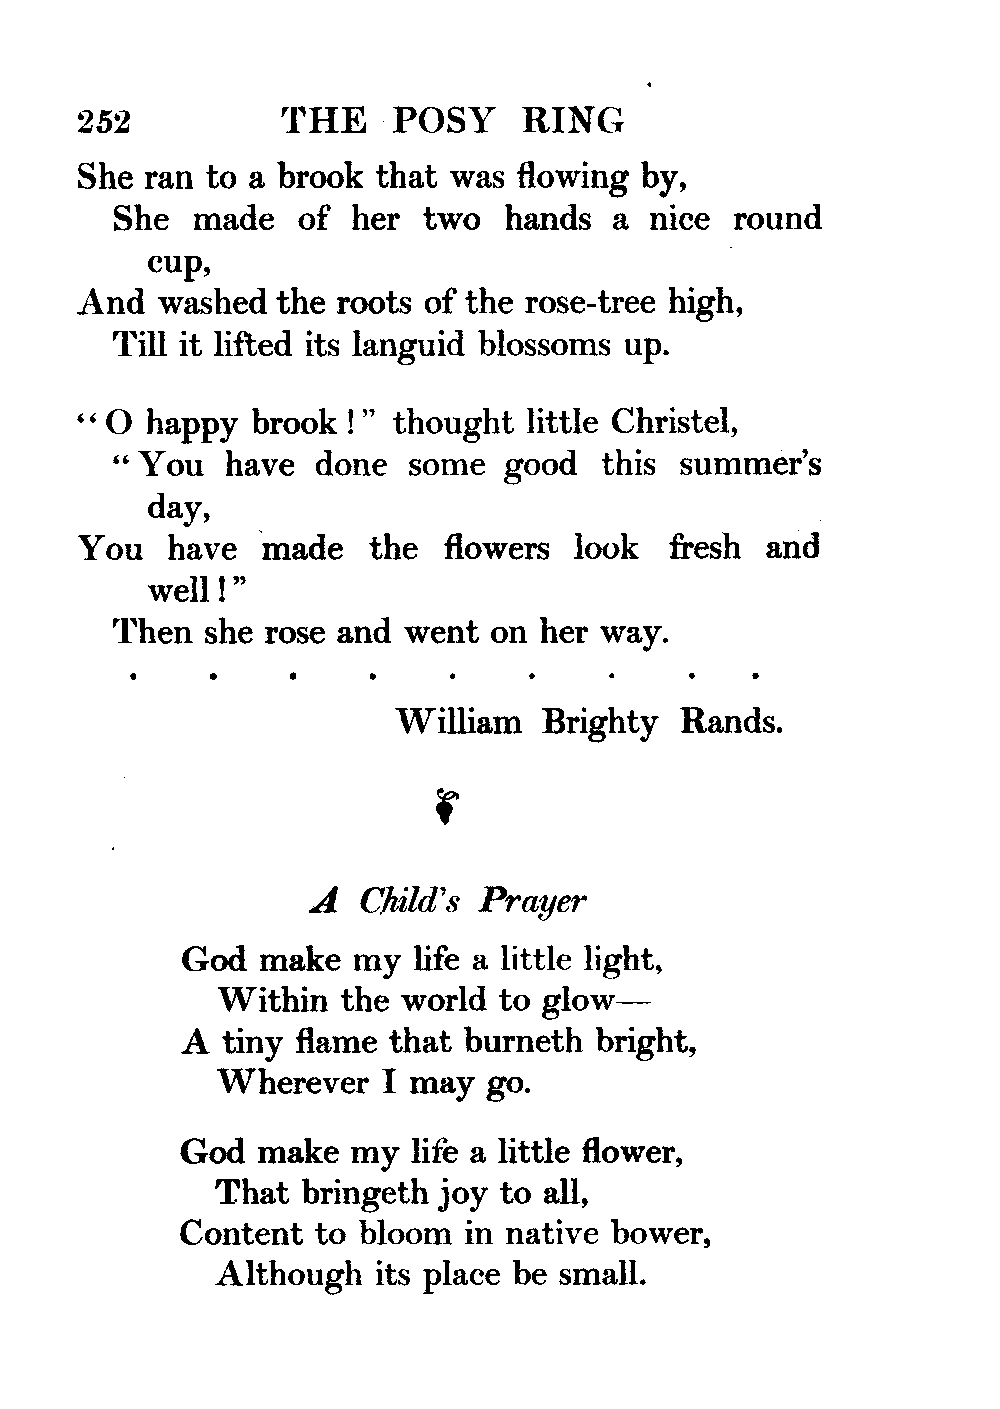 252 THE POSY RING
She ran to a brook that was flowing by,
She made of her two hands a nice round
cup,
And washed the roots of the rose-tree high,
Till it lifted its languid blossoms up.
“O happy brook!” thought little Christel,
“You have done some good this summer's
day,
You have made the flowers look fresh and
well!”
Then she rose and went on her way.
. . . . . . . . .
William Brighty Rands.
A Child's Prayer
God make my life a little light,
Within the world to glow—
A tiny flame that burneth bright,
Wherever I may go.
God make my life a little flower,
That bringeth joy to all,
Content to bloom in native bower,
Although its place be small.